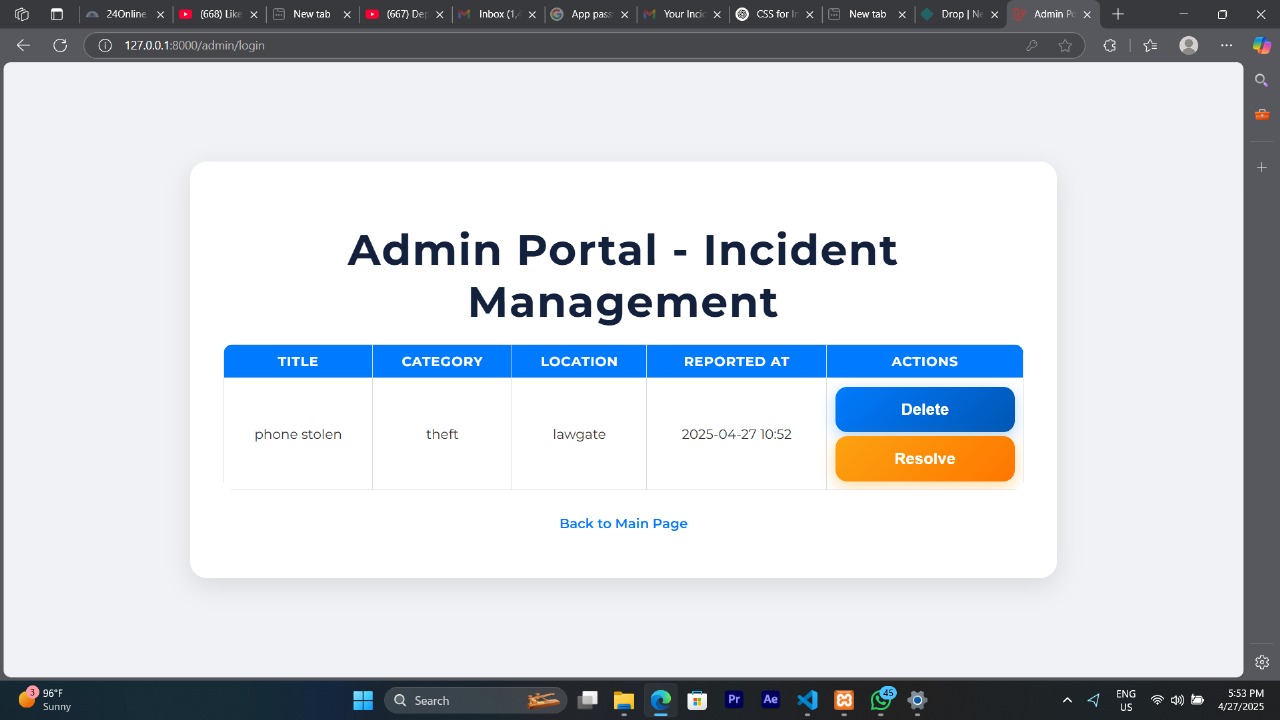 24Online
(668) Like
New tab
(667) Dep
Inbox (1,
App pass
Your Inci
CSS for I
New tab
Drop | Ne
Admin Po
127.0.0.1:8000/admin/login
Admin Portal - Incident
Management
TITLE CATEGORY LOCATION REPORTED AT ACTIONS
Delete
phone stolen theft lawgate 2025-04-27 10:52
Resolve
Back to Main Page
3
96°F
Sunny
Search
Pr
Ae
45
ENG
US
5:53 PM
4/27/2025